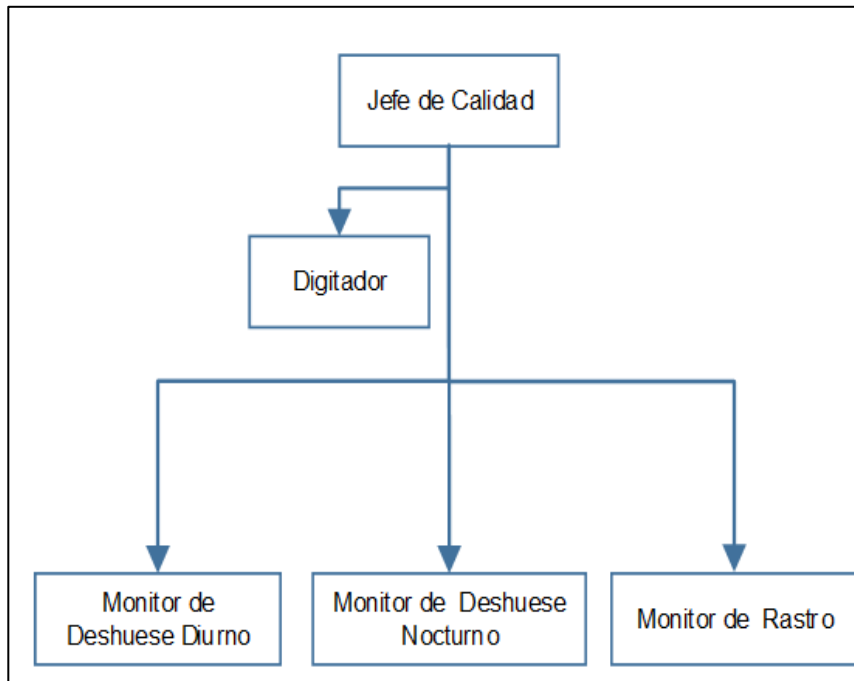 Jefe de Calidad
Digitador
Monitor de
Deshuese Diurno
Monitor de Deshuese
Nocturno
Monitor de Rastro